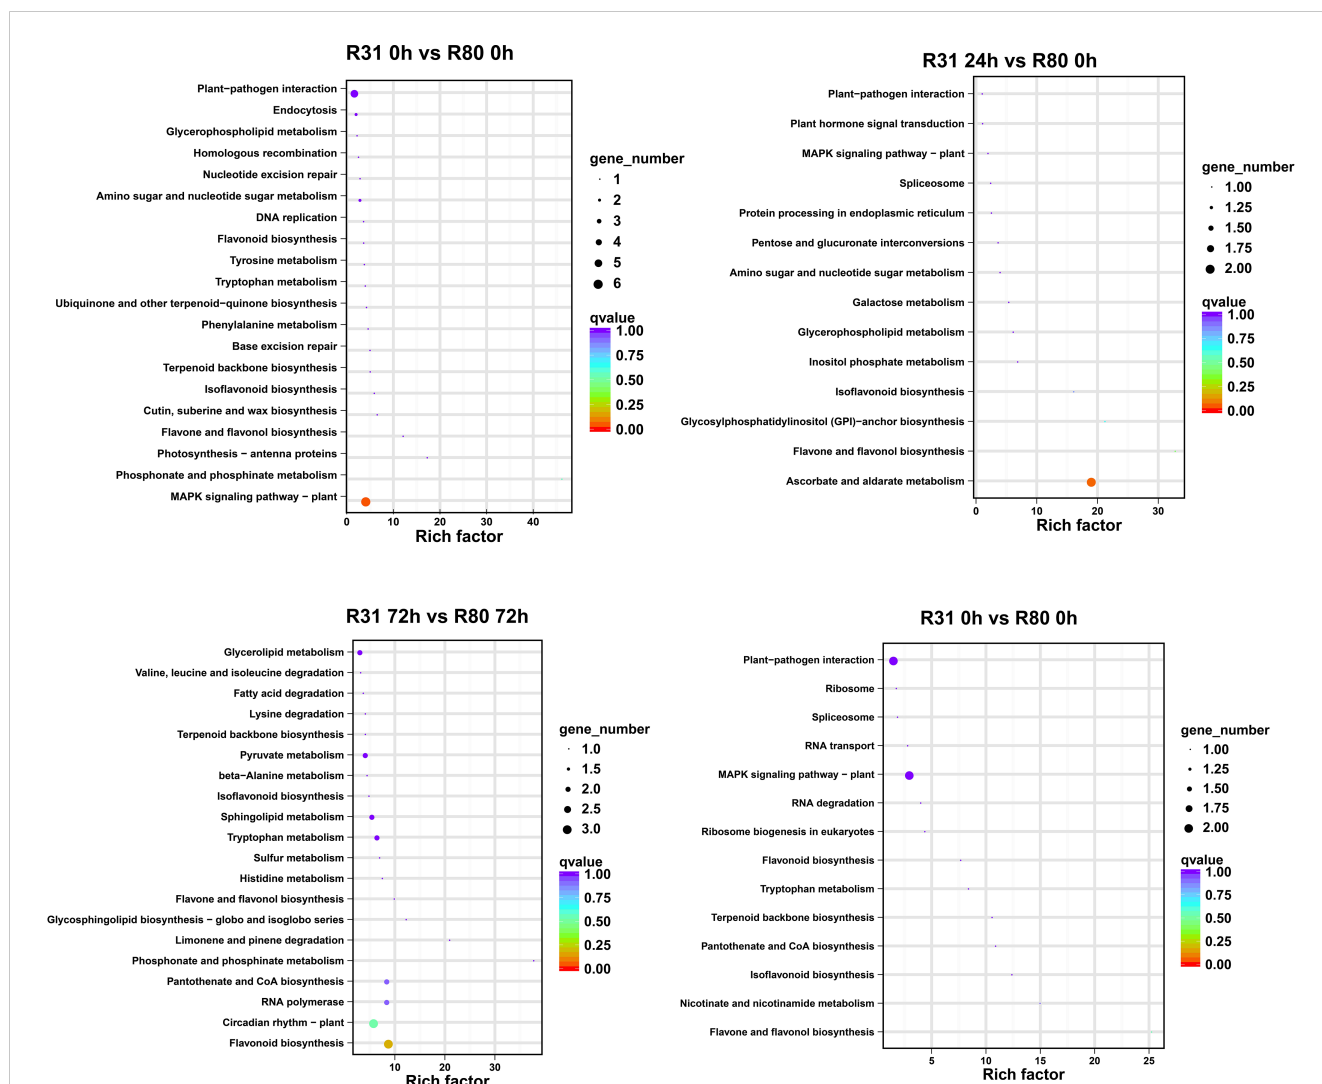 R31 0h vs R80 0h
Plant−pathogen interaction
Endocytosis
Glycerophospholipid metabolism
Homologous recombination
Nucleotide excision repair
Amino sugar and nucleotide sugar metabolism
DNA replication
Flavonoid biosynthesis
Tyrosine metabolism
Tryptophan metabolism
Ubiquinone and other terpenoid−quinone biosynthesis
Phenylalanine metabolism
Base excision repair
Terpenoid backbone biosynthesis
Isoflavonoid biosynthesis
Cutin, suberine and wax biosynthesis
Flavone and flavonol biosynthesis
Photosynthesis − antenna proteins
Phosphonate and phosphinate metabolism
MAPK signaling pathway − plant
0 10 20 30 40
Rich factor
gene_number
1
2
3
4
5
6
qvalue
1.00
0.75
0.50
0.25
0.00
R31 24h vs R80 0h
Plant−pathogen interaction
Plant hormone signal transduction
MAPK signaling pathway − plant
Spliceosome
Protein processing in endoplasmic reticulum
Pentose and glucuronate interconversions
Amino sugar and nucleotide sugar metabolism
Galactose metabolism
Glycerophospholipid metabolism
Inositol phosphate metabolism
Isoflavonoid biosynthesis
Glycosylphosphatidylinositol (GPI)−anchor biosynthesis
Flavone and flavonol biosynthesis
Ascorbate and aldarate metabolism
0 10 20 30
Rich factor
gene_number
1.00
1.25
1.50
1.75
2.00
qvalue
1.00
0.75
0.50
0.25
0.00
R31 72h vs R80 72h
Glycerolipid metabolism
Valine, leucine and isoleucine degradation
Fatty acid degradation
Lysine degradation
Terpenoid backbone biosynthesis
Pyruvate metabolism
beta−Alanine metabolism
Isoflavonoid biosynthesis
Sphingolipid metabolism
Tryptophan metabolism
Sulfur metabolism
Histidine metabolism
Flavone and flavonol biosynthesis
Glycosphingolipid biosynthesis − globo and isoglobo series
Limonene and pinene degradation
Phosphonate and phosphinate metabolism
Pantothenate and CoA biosynthesis
RNA polymerase
Circadian rhythm − plant
Flavonoid biosynthesis
10 20 30
Rich factor
gene_number
1.0
1.5
2.0
2.5
3.0
qvalue
1.00
0.75
0.50
0.25
0.00
R31 0h vs R80 0h
Plant−pathogen interaction
Ribosome
Spliceosome
RNA transport
MAPK signaling pathway − plant
RNA degradation
Ribosome biogenesis in eukaryotes
Flavonoid biosynthesis
Tryptophan metabolism
Terpenoid backbone biosynthesis
Pantothenate and CoA biosynthesis
Isoflavonoid biosynthesis
Nicotinate and nicotinamide metabolism
Flavone and flavonol biosynthesis
5 10 15 20 25
Rich factor
gene_number
1.00
1.25
1.50
1.75
2.00
qvalue
1.00
0.75
0.50
0.25
0.00